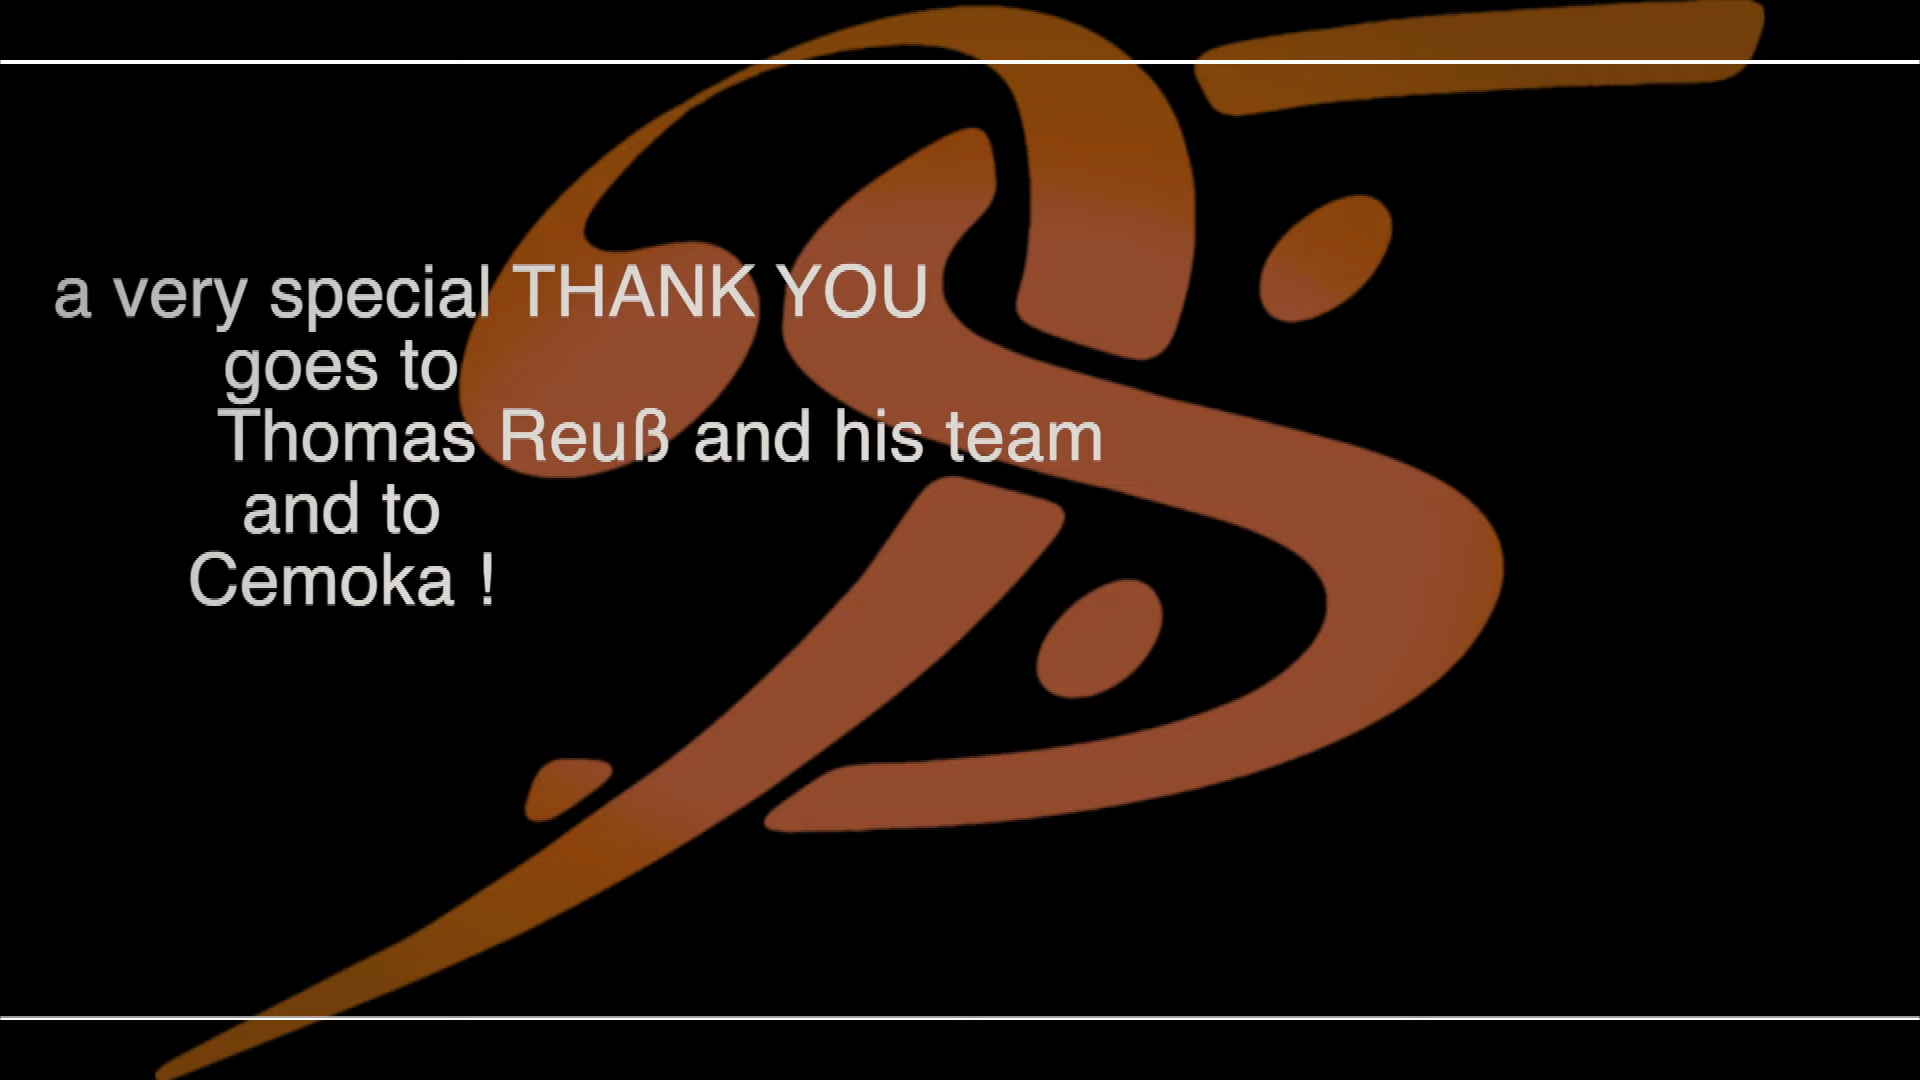 a very special THANK YOU
goes to
Thomas Reuß and his team
and to
Cemoka !